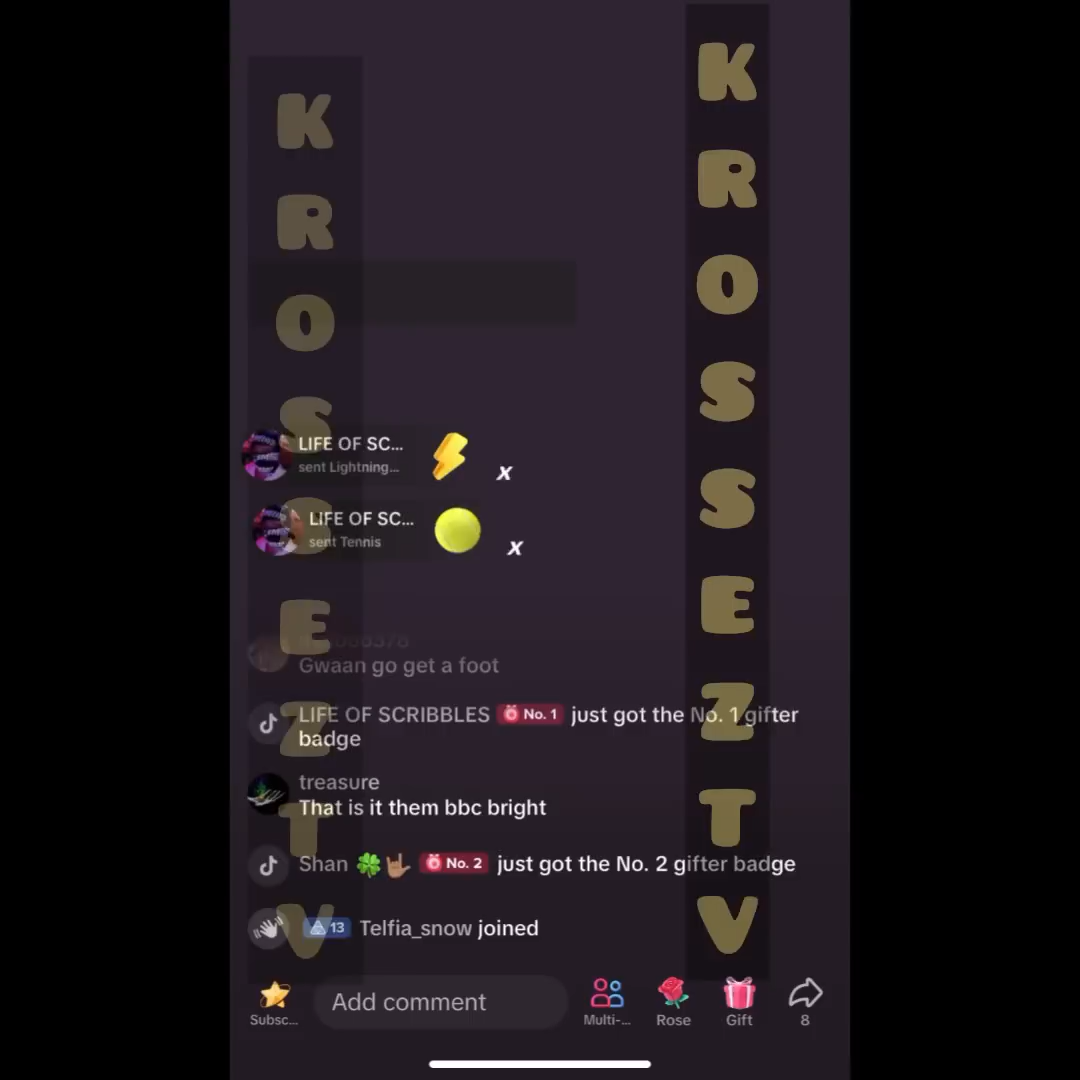 KROSSEZTV
KROSSEZTV
LIFE OF SC...
sent Lightning...
x
LIFE OF SC...
sent Tennis
x
Gwaan go get a foot
LIFE OF SCRIBBLES No. 1 just got the No. 1 gifter
badge
treasure
That is it them bbc bright
Shan 🍀🤟🏽 No. 2 just got the No. 2 gifter badge
13 Telfia_snow joined
Subsc...
Add comment
Multi-...
Rose
Gift
8